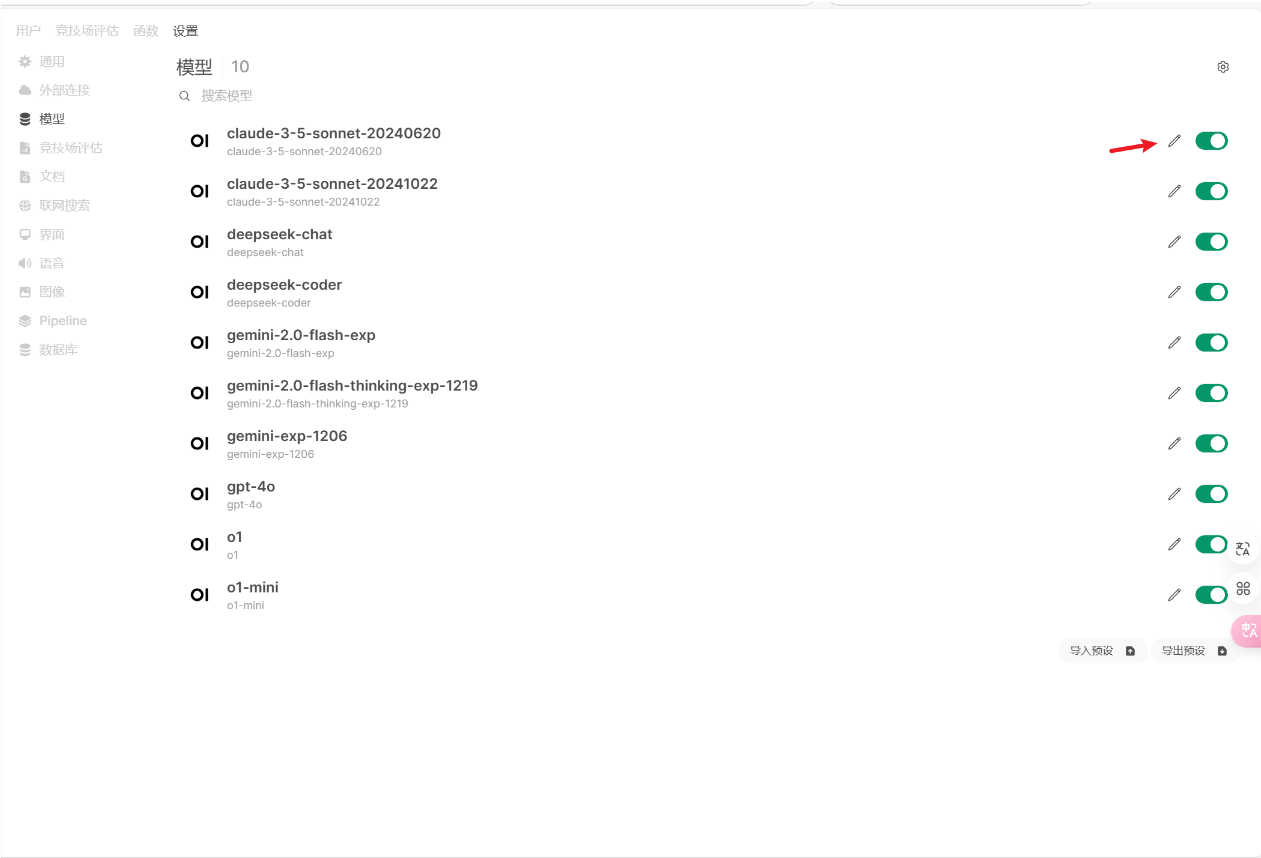 用户 竞技场评估 函数 设置
通用
外部连接
模型
竞技场评估
文档
联网搜索
界面
语音
图像
Pipeline
数据库
模型 10
搜索模型
OI claude-3-5-sonnet-20240620
claude-3-5-sonnet-20240620
OI claude-3-5-sonnet-20241022
claude-3-5-sonnet-20241022
OI deepseek-chat
deepseek-chat
OI deepseek-coder
deepseek-coder
OI gemini-2.0-flash-exp
gemini-2.0-flash-exp
OI gemini-2.0-flash-thinking-exp-1219
gemini-2.0-flash-thinking-exp-1219
OI gemini-exp-1206
gemini-exp-1206
OI gpt-4o
gpt-4o
OI o1
o1
OI o1-mini
o1-mini
导入预设 导出预设